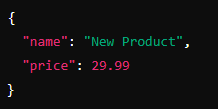 {
"name": "New Product",
"price": 29.99
}